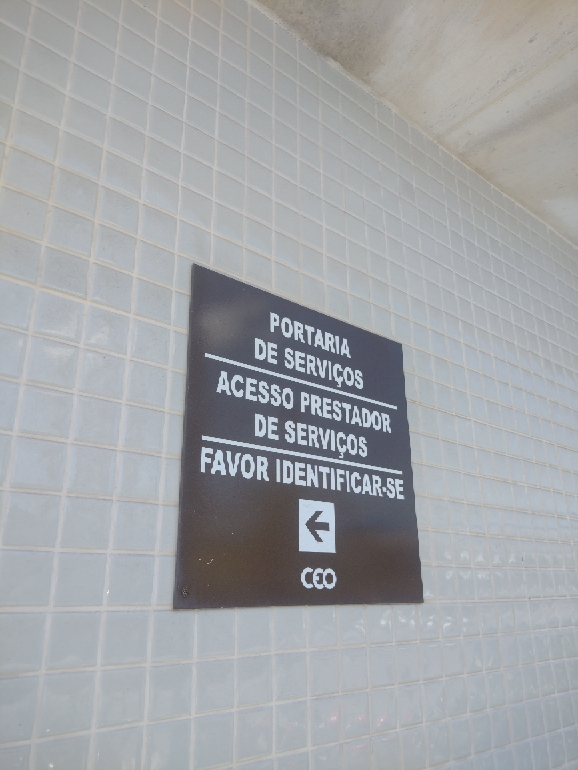 PORTARIA
DE SERVIÇOS
ACESSO PRESTADOR
DE SERVIÇOS
FAVOR IDENTIFICAR-SE
CEO